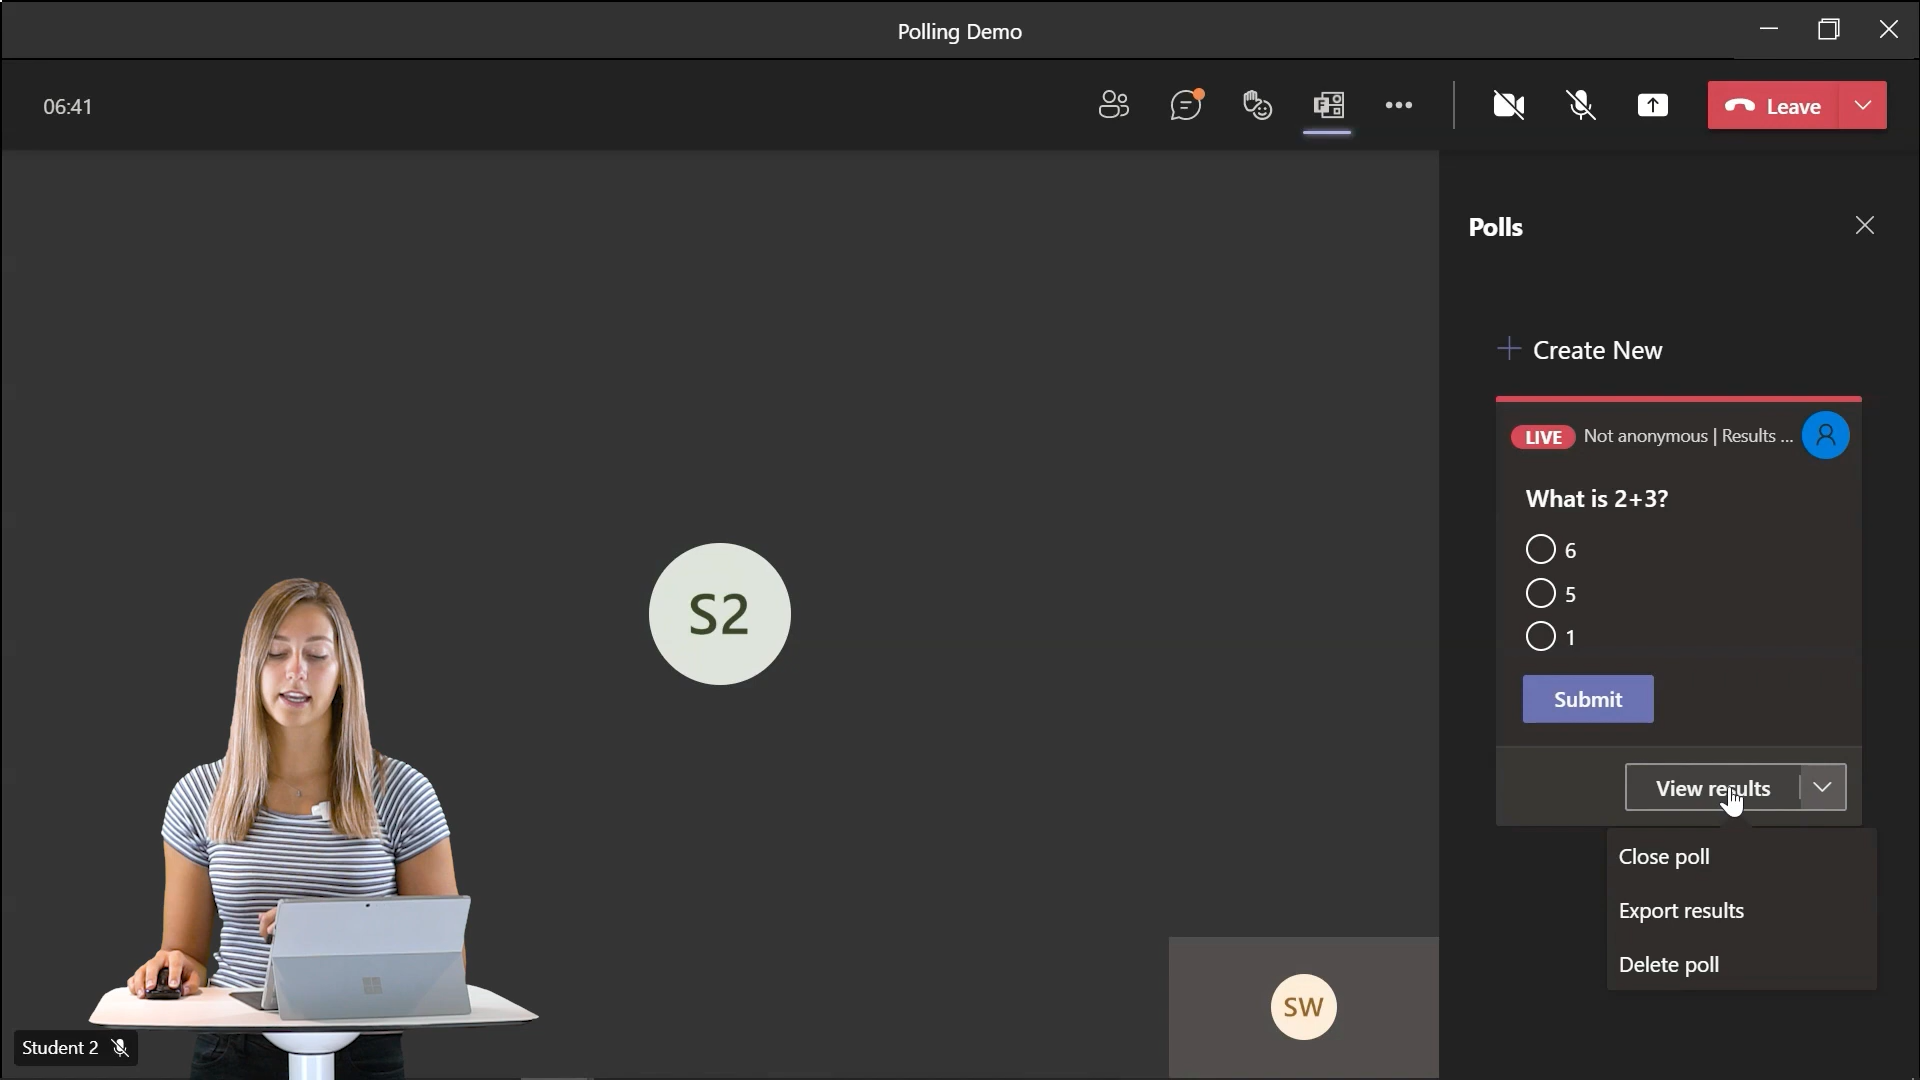 Polling Demo
06:41
Leave
Polls
Create New
LIVE Not anonymous | Results ...
What is 2+3?
6
5
1
Submit
View results
Close poll
Export results
Delete poll
S2
SW
Student 2